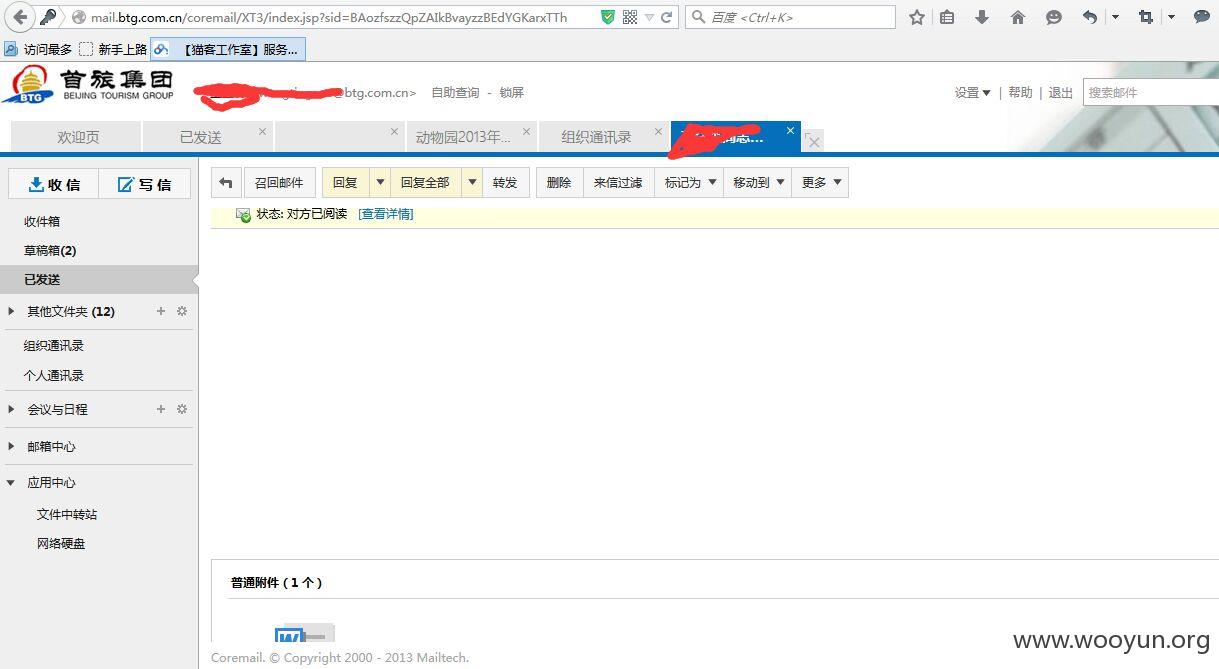 mail.btg.com.cn/coremail/XT3/index.jsp?sid=BAozfszzQpZAIkBvayzzBEdYGKarxTTh
百度 <Ctrl+K>
访问最多 新手上路 【猫客工作室】服务...
首旅集团
BEIJING TOURISM GROUP
BTG
@btg.com.cn> 自助查询 - 锁屏
设置 | 帮助 | 退出 搜索邮件
欢迎页 已发送 动物园2013年... 组织通讯录
收信 写信
召回邮件 回复 回复全部 转发 删除 来信过滤 标记为 移动到 更多
状态: 对方已阅读 [查看详情]
收件箱
草稿箱(2)
已发送
其他文件夹 (12)
组织通讯录
个人通讯录
会议与日程
邮箱中心
应用中心
文件中转站
网络硬盘
普通附件 ( 1 个 )
www.wooyun.org
Coremail. © Copyright 2000 - 2013 Mailtech.